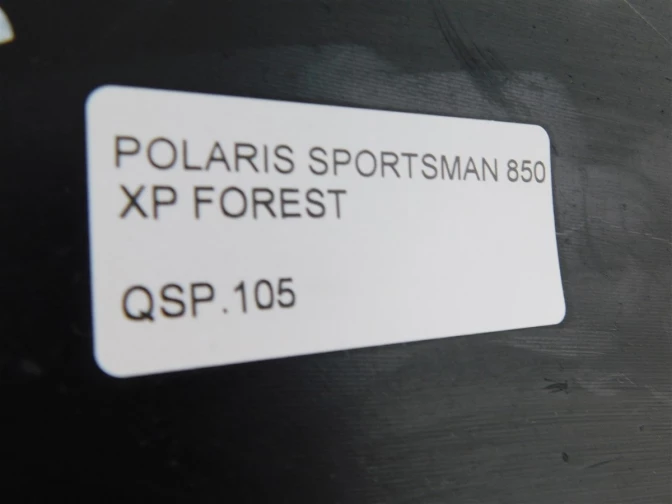 POLARIS SPORTSMAN 850
XP FOREST
QSP.105